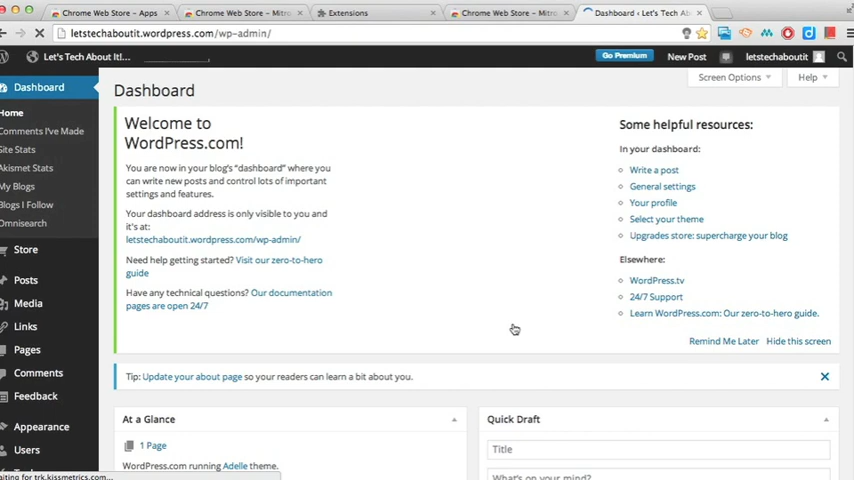 Chrome Web Store - Apps
Chrome Web Store - Mitro
Extensions
Chrome Web Store - Mitro
Dashboard ‹ Let's Tech Ab
letstechaboutit.wordpress.com/wp-admin/
Let's Tech About It!...
Go Premium
New Post
letstechaboutit
Dashboard
Screen Options
Help
Dashboard
Home
Comments I've Made
Site Stats
Akismet Stats
My Blogs
Blogs I Follow
Omnisearch
Store
Posts
Media
Links
Pages
Comments
Feedback
Appearance
Users
Welcome to
WordPress.com!
You are now in your blog's "dashboard" where you
can write new posts and control lots of important
settings and features.
Your dashboard address is only visible to you and
it's at:
letstechaboutit.wordpress.com/wp-admin/
Need help getting started? Visit our zero-to-hero
guide
Have any technical questions? Our documentation
pages are open 24/7
Some helpful resources:
In your dashboard:
Write a post
General settings
Your profile
Select your theme
Upgrades store: supercharge your blog
Elsewhere:
WordPress.tv
24/7 Support
Learn WordPress.com: Our zero-to-hero guide.
Remind Me Later
Hide this screen
Tip: Update your about page so your readers can learn a bit about you.
At a Glance
1 Page
WordPress.com running Adelle theme.
Quick Draft
Title
What's on your mind?
aiting for trk.kissmetrics.com...